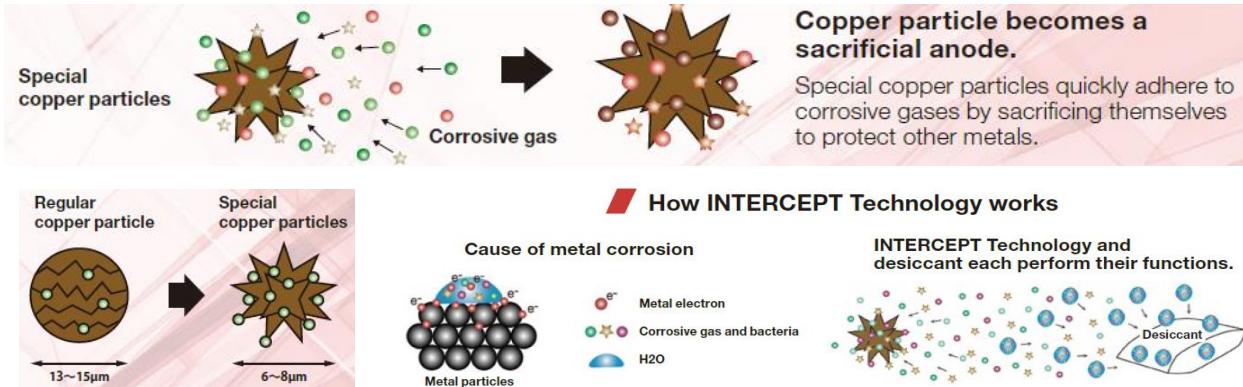 Special
copper particles
Corrosive gas
Copper particle becomes a
sacrificial anode.
Special copper particles quickly adhere to
corrosive gases by sacrificing themselves
to protect other metals.
Regular
copper particle
Special
copper particles
13～15μm
6～8μm
How INTERCEPT Technology works
Cause of metal corrosion
e⁻
e⁻
e⁻
e⁻
e⁻
e⁻
Metal particles
e⁻
Metal electron
Corrosive gas and bacteria
H2O
INTERCEPT Technology and
desiccant each perform their functions.
Desiccant